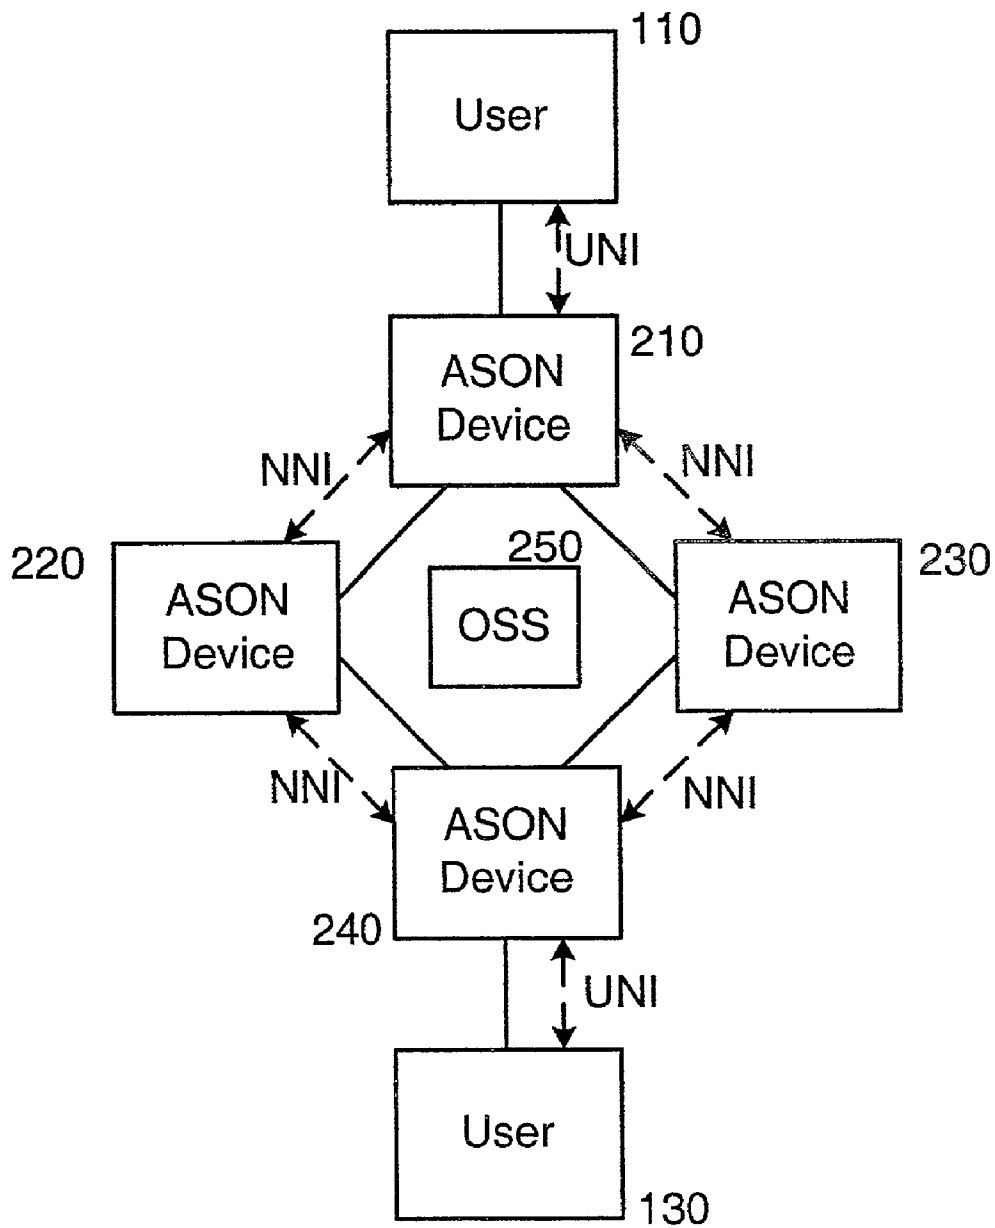 110
User
UNI
210
ASON
Device
NNI
NNI
220
250
230
ASON
Device
OSS
ASON
Device
NNI
NNI
ASON
Device
240
UNI
User
130